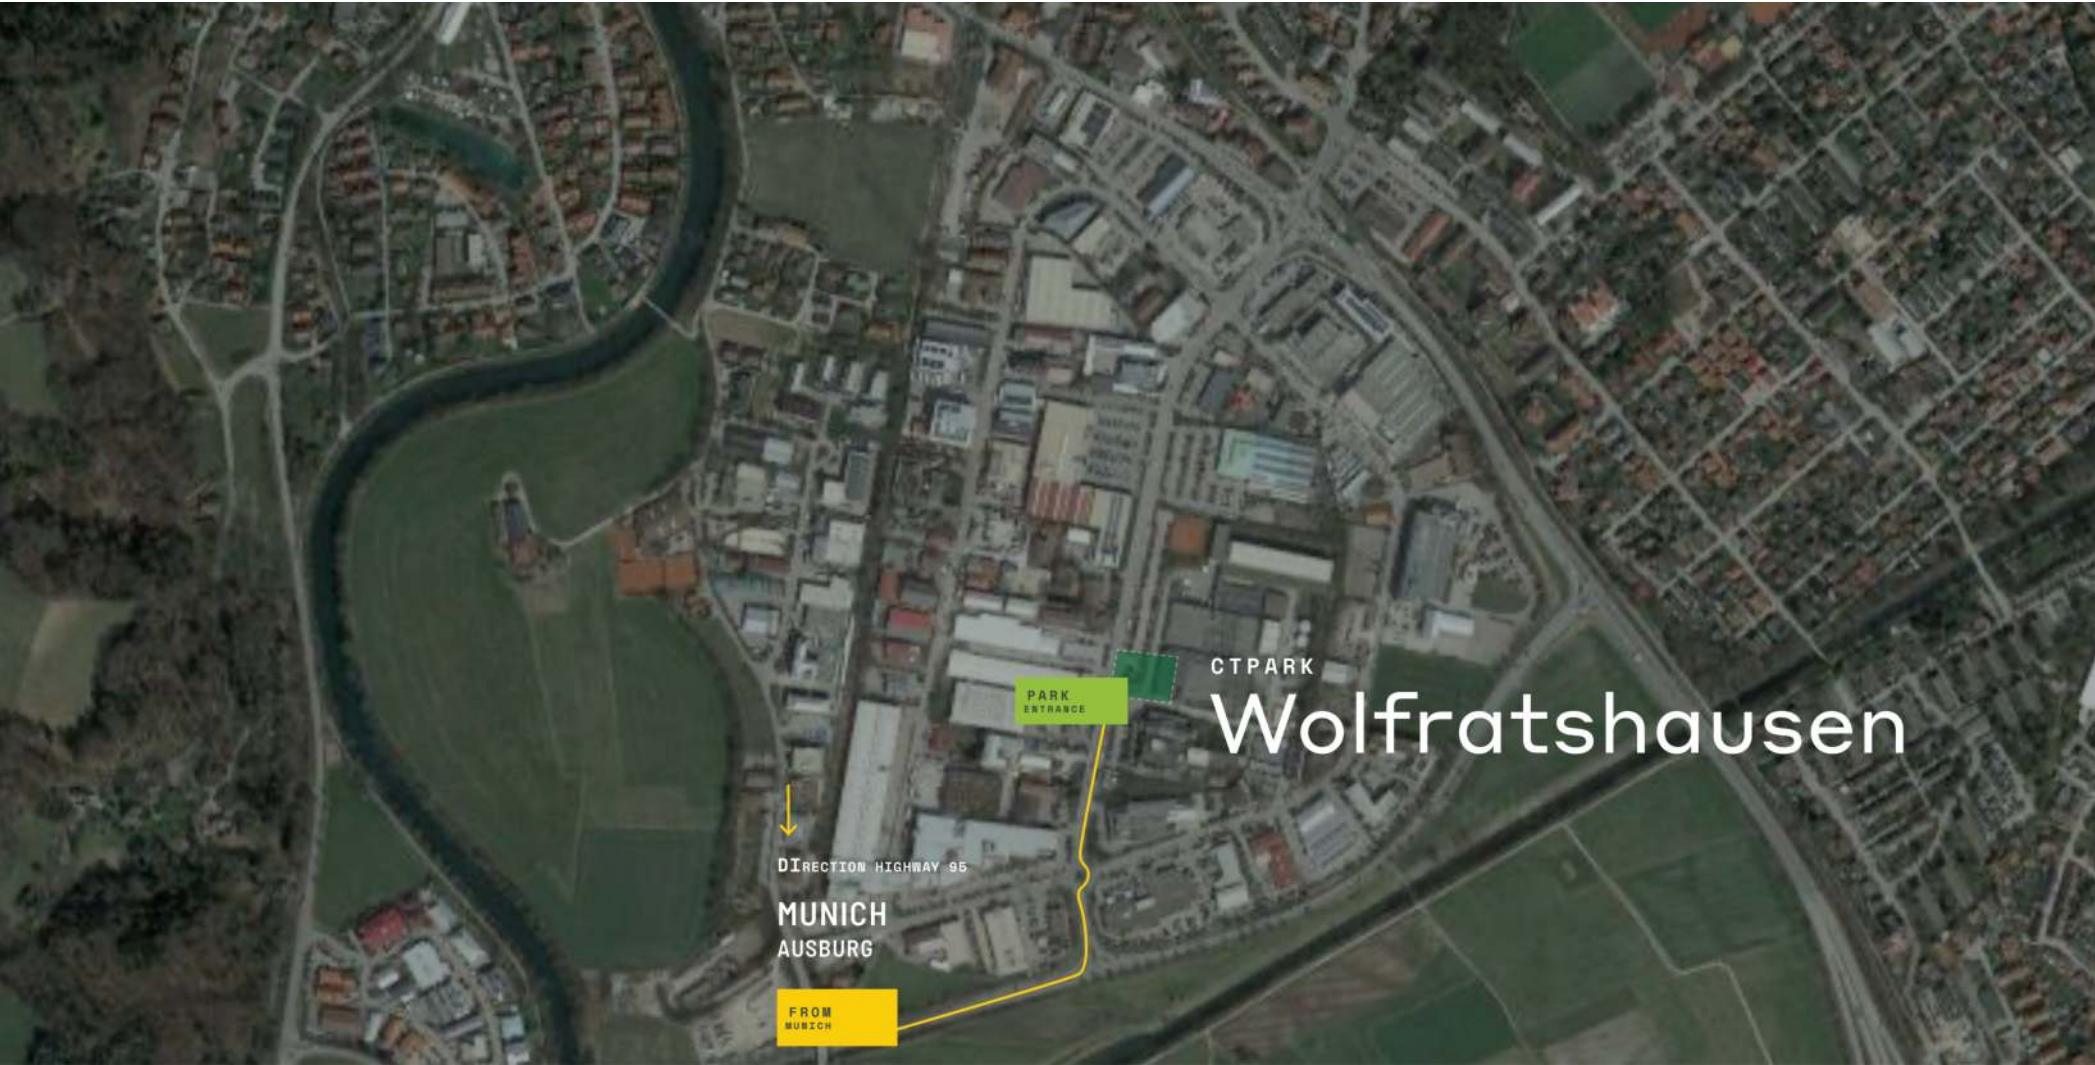 CTPARK
Wolfratshausen
PARK
ENTRANCE
DIRECTION HIGHWAY 95
MUNICH
AUSBURG
FROM
MUNICH